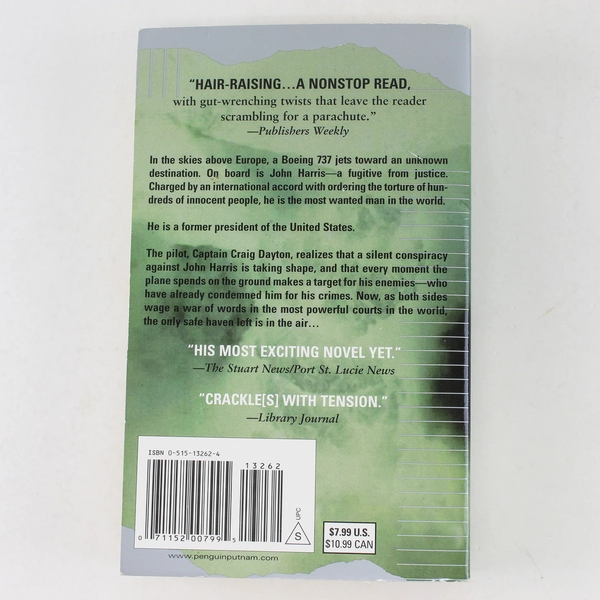 “HAIR-RAISING…A NONSTOP READ,
with gut-wrenching twists that leave the reader
scrambling for a parachute.”
—Publishers Weekly
In the skies above Europe, a Boeing 737 jets toward an unknown
destination. On board is John Harris—a fugitive from justice.
Charged by an international accord with ordering the torture of hun-
dreds of innocent people, he is the most wanted man in the world.
He is a former president of the United States.
The pilot, Captain Craig Dayton, realizes that a silent conspiracy
against John Harris is taking shape, and that every moment the
plane spends on the ground makes a target for his enemies—who
have already condemned him for his crimes. Now, as both sides
wage a war of words in the most powerful courts in the world,
the only safe haven left is in the air…
“HIS MOST EXCITING NOVEL YET.“
—The Stuart News/Port St. Lucie News
“CRACKLE[S] WITH TENSION.”
—Library Journal
ISBN 0-515-13262-4
13262
0 71152 00799 5
UPC
S
$7.99 U.S.
$10.99 CAN
www.penguinputnam.com